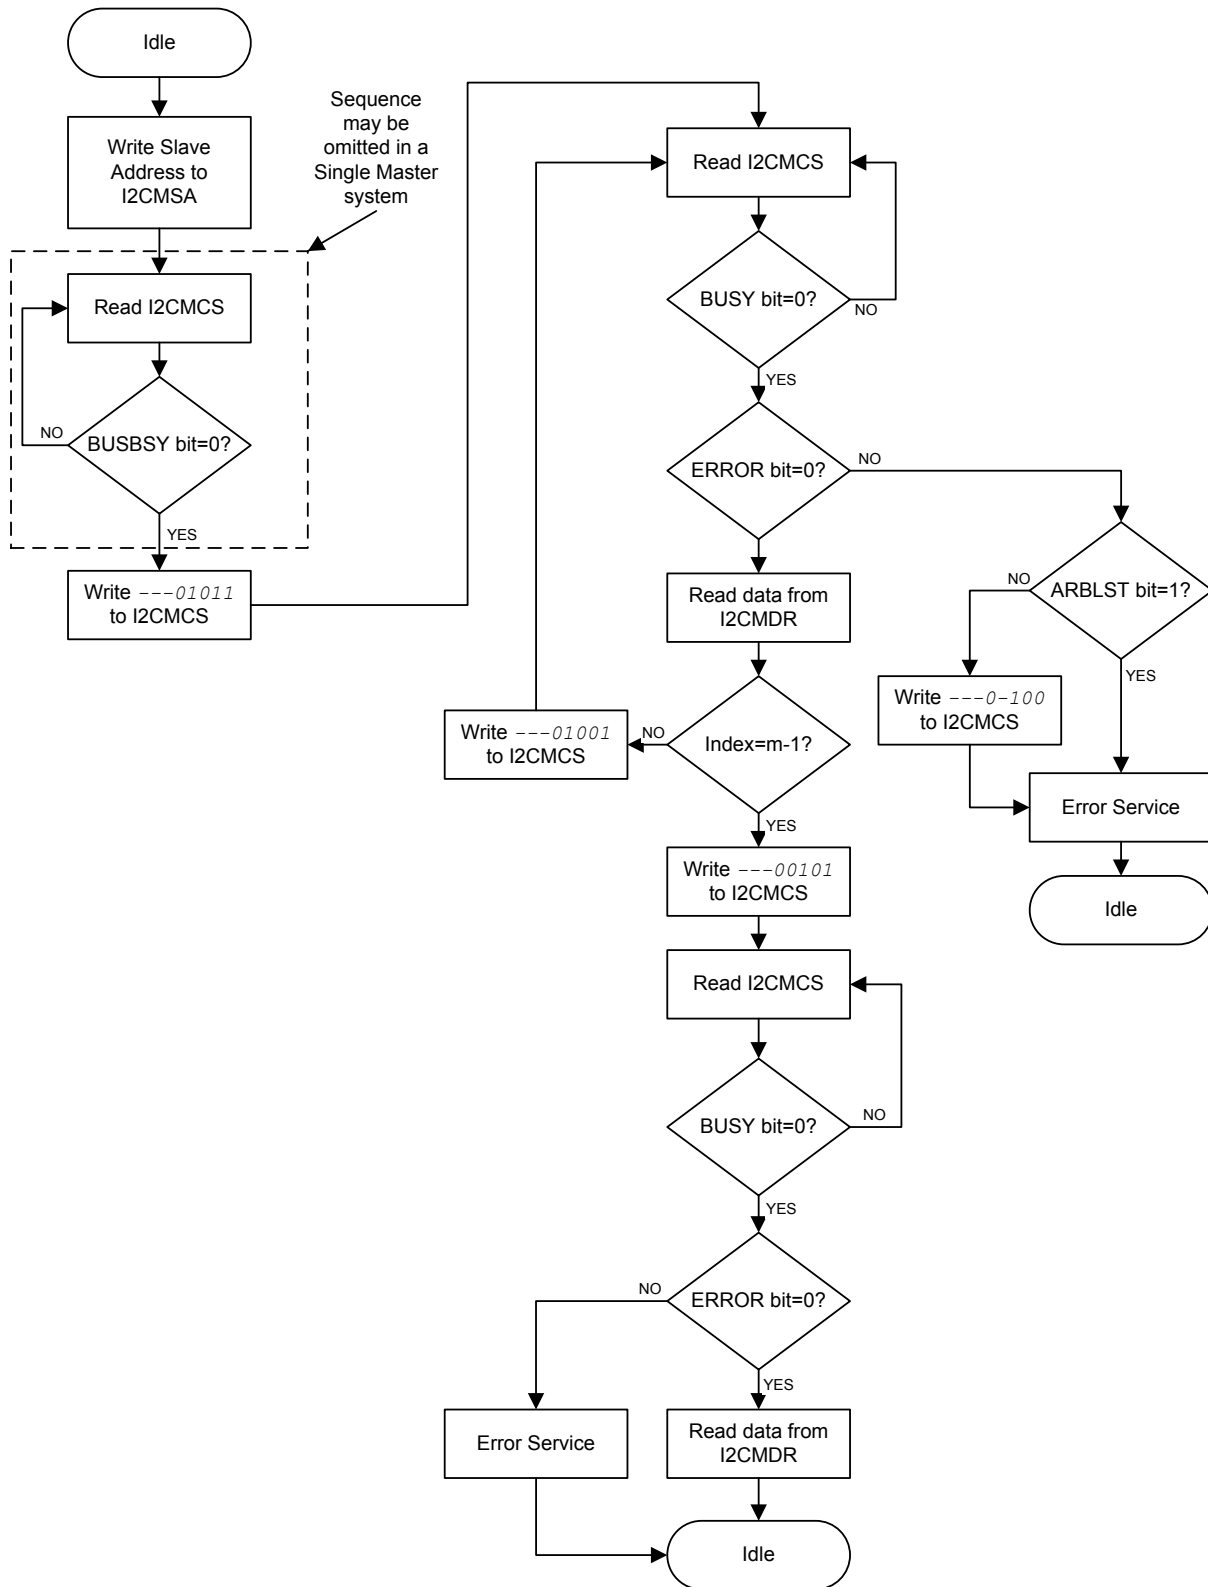 Idle
Write Slave
Address to
I2CMSA
Sequence
may be
omitted in a
Single Master
system
Read I2CMCS
BUSBSY bit=0?
NO
YES
Write ---01011
to I2CMCS
Read I2CMCS
BUSY bit=0?
NO
YES
ERROR bit=0?
NO
ARBLST bit=1?
NO
YES
Write ---0-100
to I2CMCS
Error Service
Idle
Read data from
I2CMDR
Index=m-1?
NO
Write ---01001
to I2CMCS
YES
Write ---00101
to I2CMCS
Read I2CMCS
BUSY bit=0?
NO
YES
ERROR bit=0?
NO
YES
Error Service
Read data from
I2CMDR
Idle